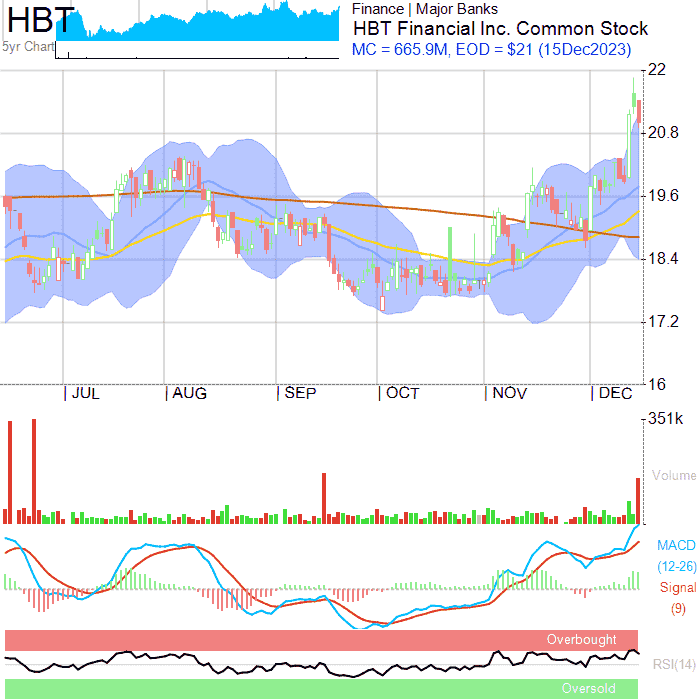 HBT
5yr Chart
Finance | Major Banks
HBT Financial Inc. Common Stock
MC = 665.9M, EOD = $21 (15Dec2023)
22
20.8
19.6
18.4
17.2
16
JUL AUG SEP OCT NOV DEC
351k
Volume
MACD
(12-26)
Signal
(9)
Overbought
RSI(14)
Oversold